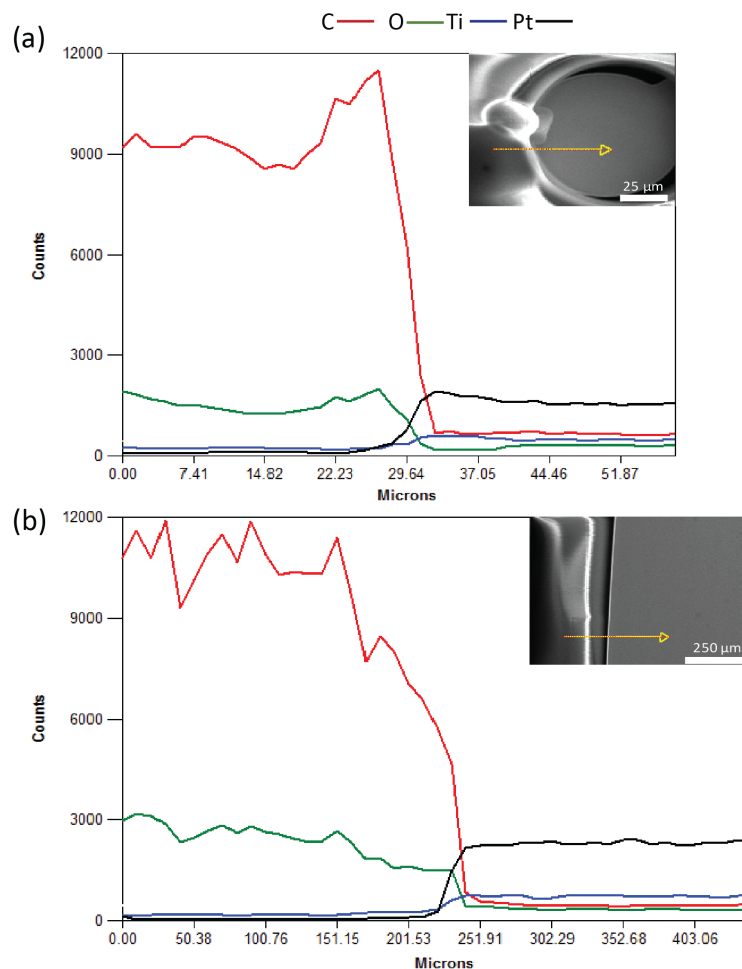 C O Ti Pt
(a)
12000
9000
6000
3000
0
Counts
25 µm
0.00 7.41 14.82 22.23 29.64 37.05 44.46 51.87
Microns
(b)
12000
9000
6000
3000
0
Counts
250 µm
0.00 50.38 100.76 151.15 201.53 251.91 302.29 352.68 403.06
Microns